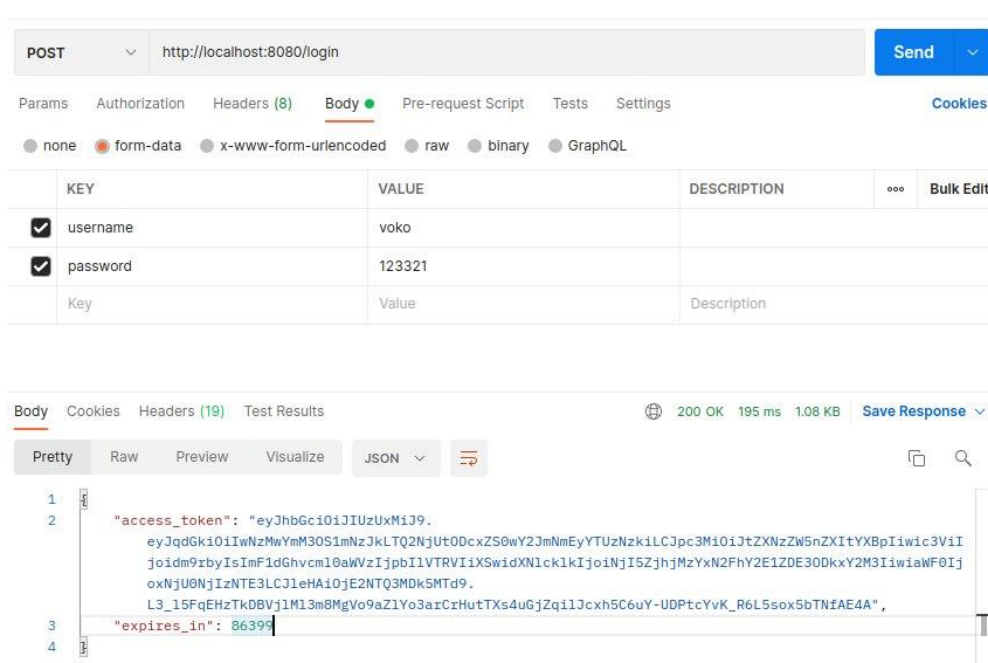 POST http://localhost:8080/login Send
Params Authorization Headers (8) Body Pre-request Script Tests Settings Cookies
none form-data x-www-form-urlencoded raw binary GraphQL
KEY VALUE DESCRIPTION ooo Bulk Edit
username voko
password 123321
Key Value Description
Body Cookies Headers (19) Test Results 200 OK 195 ms 1.08 KB Save Response
Pretty Raw Preview Visualize JSON
1 {
2 "access_token": "eyJhbGciOiJIUzUxMiJ9.
eyJqdGkiOiIwNzMwYmM3OS1mNzJkLTQ2NjUtODcxZS0wY2JmNmEyYTUzNzkiLCJpc3MiOiJtZXNzZW5nZXItYXBpIiwic3ViI
joidm9rbyIsImF1dGhvcml0aWVzIjpbIlVTRVIiXSwidXNlcklkIjoiNjI5ZjhjMzYxN2FhY2E1ZDE3ODkxY2M3IiwiaWF0Ij
oxNjU0NjIzNTE3LCJleHAiOjE2NTQ3MDk5MTd9.
L3_l5FqEHzTkDBVjlMl3m8MgVo9aZlYo3arCrHutTXs4uGjZqilJcxh5C6uY-UDPtcYvK_R6L5sox5bTNfAE4A",
3 "expires_in": 86399
4 }